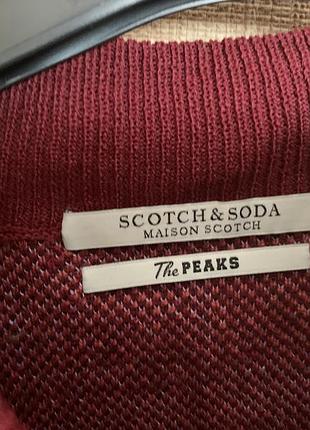 SCOTCH & SODA
MAISON SCOTCH
The PEAKS